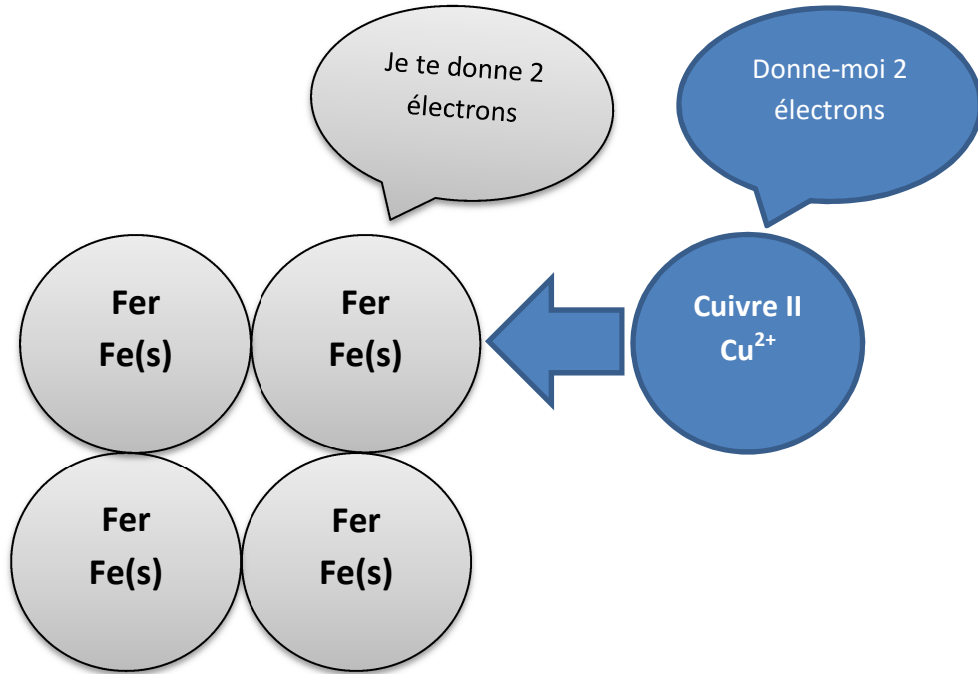 Je te donne 2
électrons
Donne-moi 2
électrons
Fer
Fe(s)
Fer
Fe(s)
Cuivre II
Cu²⁺
Fer
Fe(s)
Fer
Fe(s)